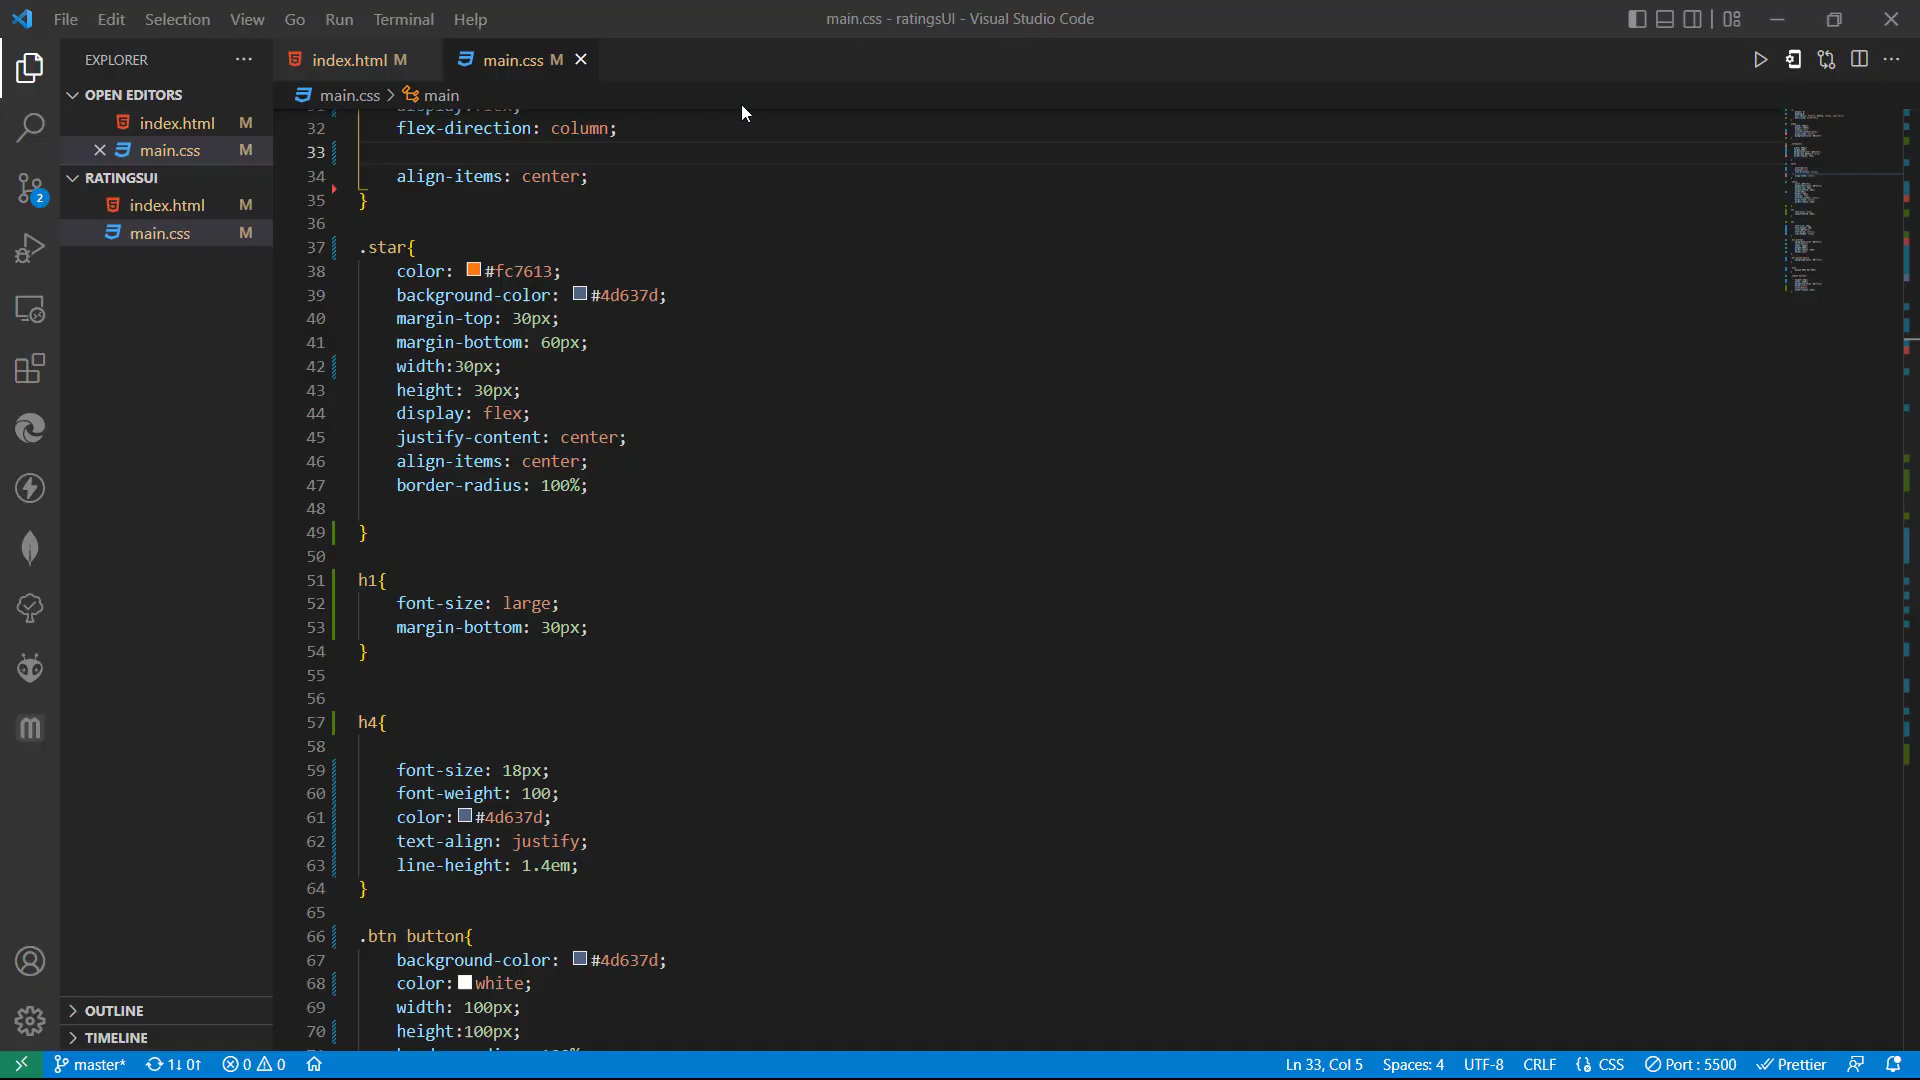 File Edit Selection View Go Run Terminal Help
main.css - ratingsUI - Visual Studio Code
EXPLORER
index.html M
main.css M
OPEN EDITORS
main.css > main
index.html M
main.css M
RATINGSUI
index.html M
main.css M
2
OUTLINE
TIMELINE
32 flex-direction: column;
33
34 align-items: center;
35 }
36
37 .star{
38 color: #fc7613;
39 background-color: #4d637d;
40 margin-top: 30px;
41 margin-bottom: 60px;
42 width:30px;
43 height: 30px;
44 display: flex;
45 justify-content: center;
46 align-items: center;
47 border-radius: 100%;
48
49 }
50
51 h1{
52 font-size: large;
53 margin-bottom: 30px;
54 }
55
56
57 h4{
58
59 font-size: 18px;
60 font-weight: 100;
61 color: #4d637d;
62 text-align: justify;
63 line-height: 1.4em;
64 }
65
66 .btn button{
67 background-color: #4d637d;
68 color: white;
69 width: 100px;
70 height:100px;
master* 1↓ 0↑ 0 0
Ln 33, Col 5 Spaces: 4 UTF-8 CRLF {} CSS Port : 5500 Prettier